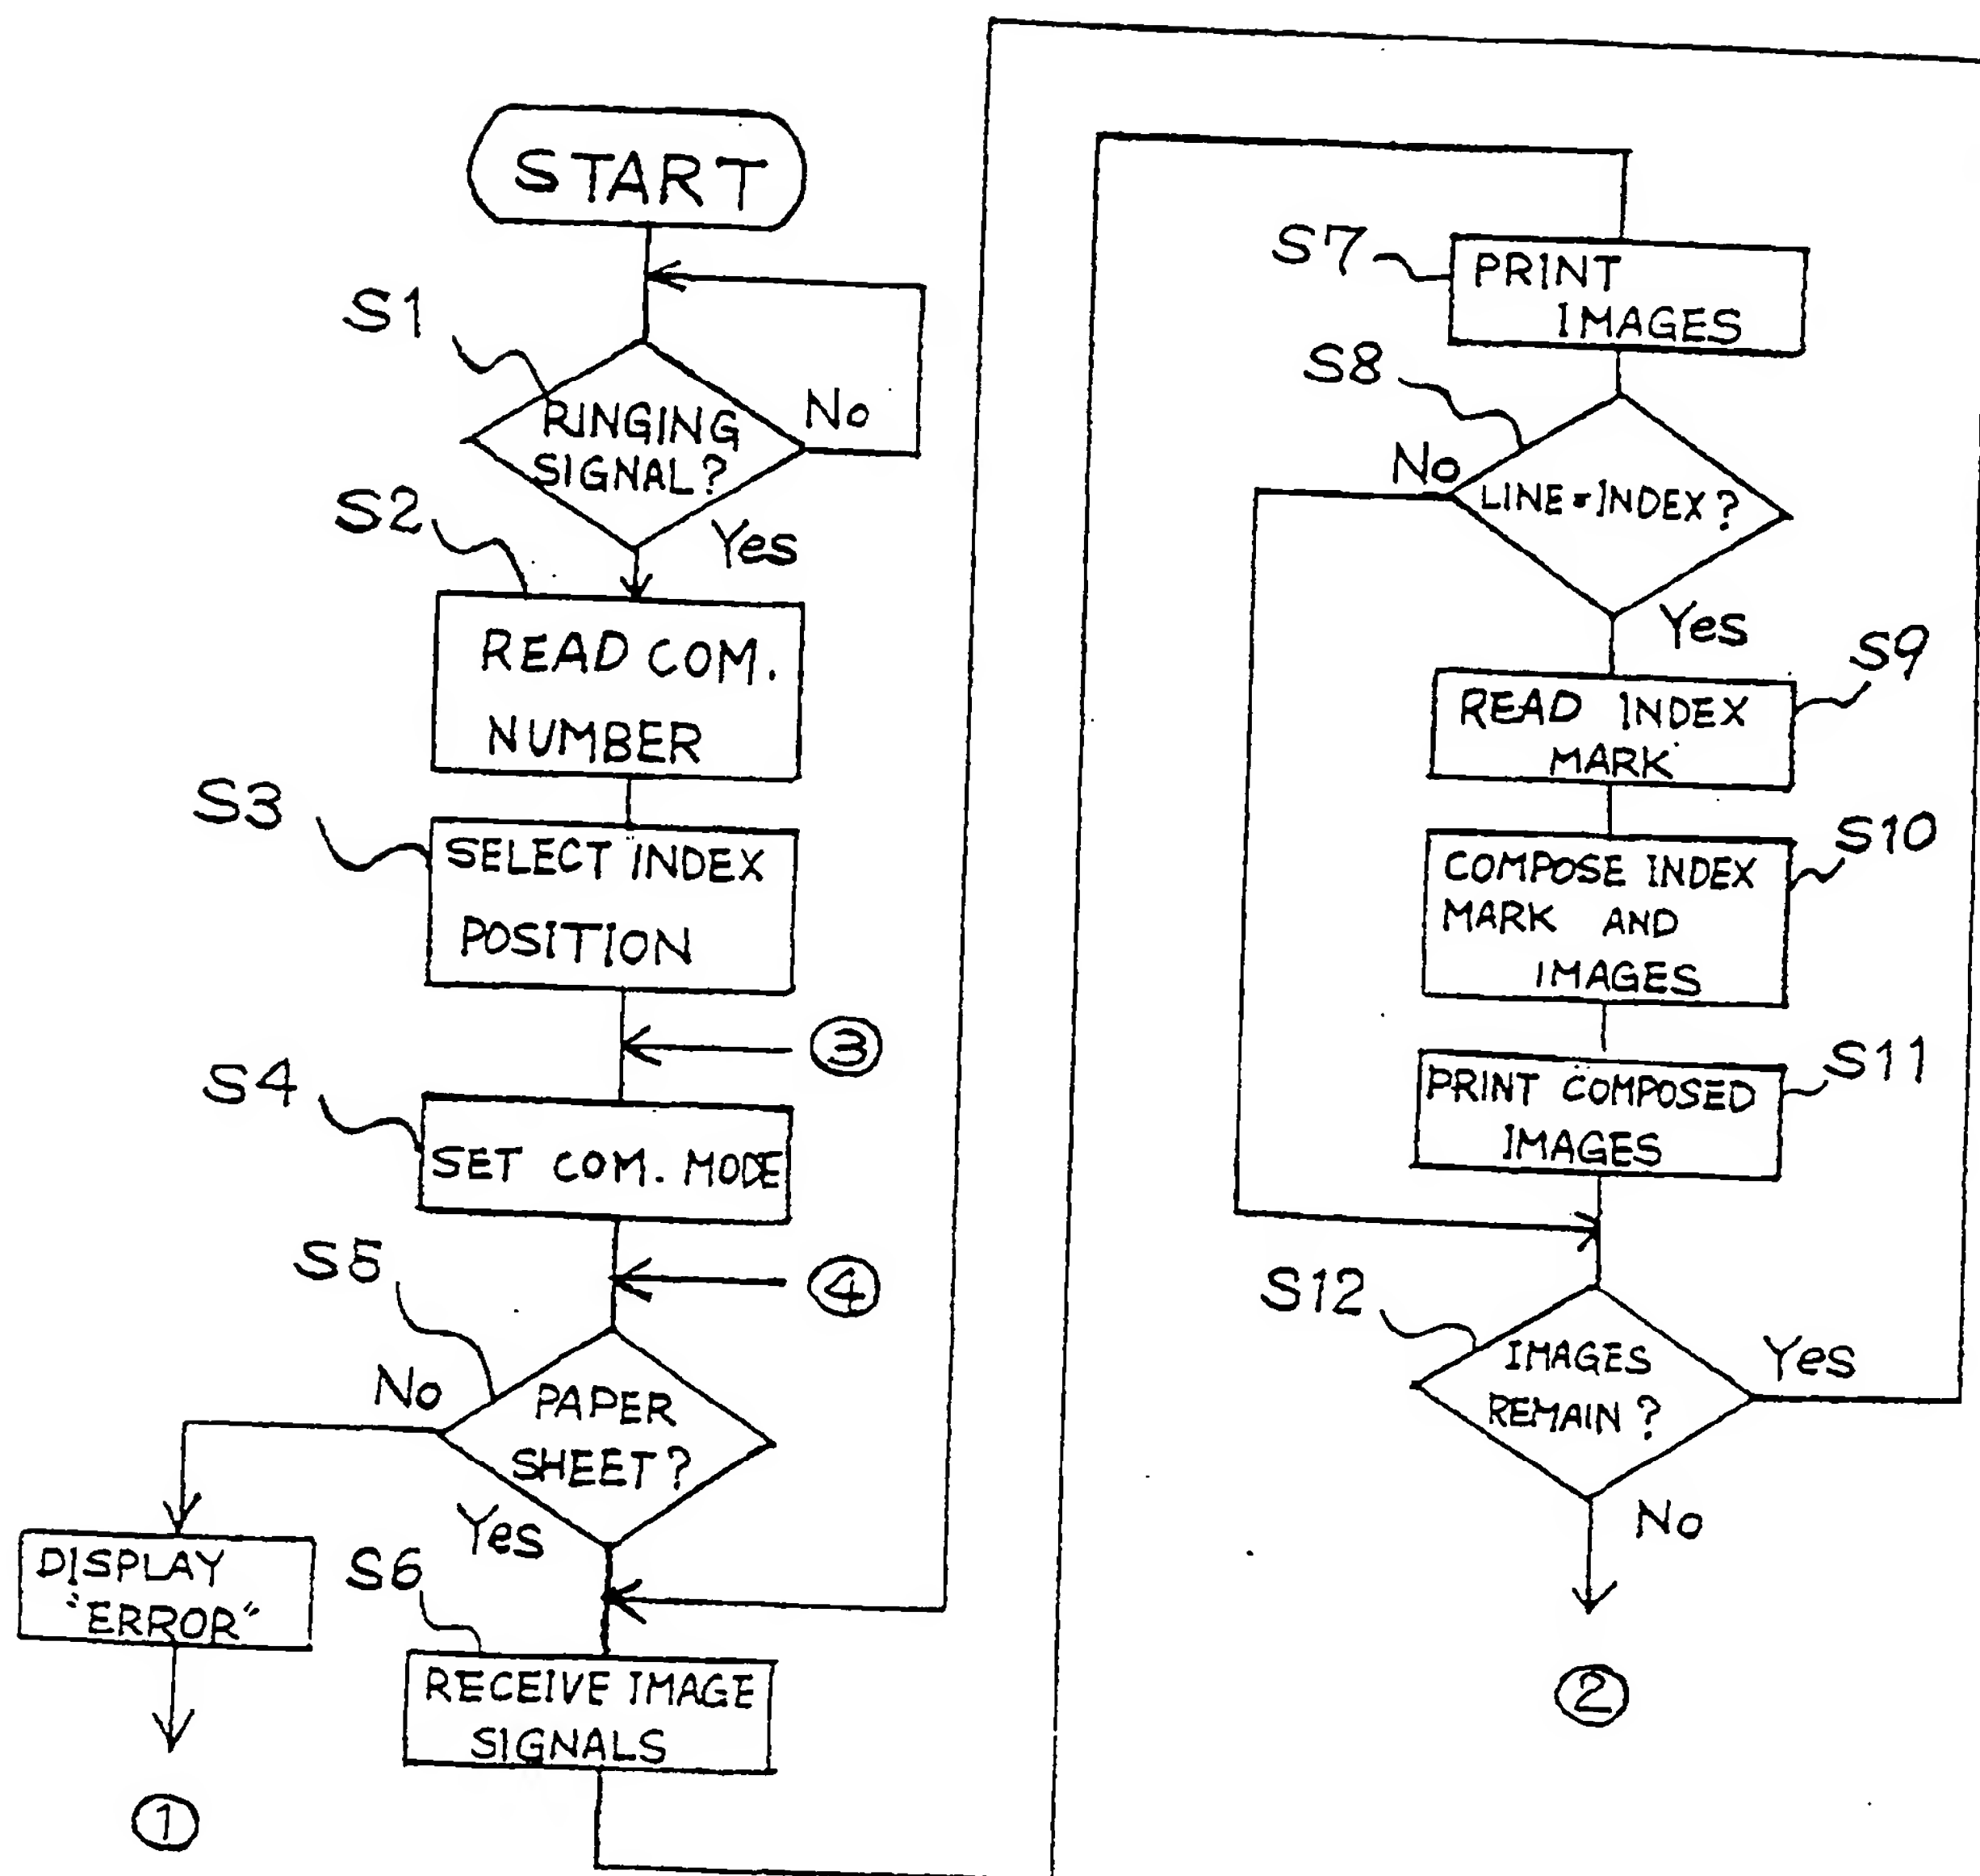 START
S1
RINGING
SIGNAL?
No
Yes
S2
READ COM.
NUMBER
S3
SELECT INDEX
POSITION
③
S4
SET COM. MODE
④
S5
PAPER
SHEET?
No
Yes
DISPLAY
"ERROR"
①
S6
RECEIVE IMAGE
SIGNALS
S7
PRINT
IMAGES
S8
LINE=INDEX?
No
Yes
S9
READ INDEX
MARK
S10
COMPOSE INDEX
MARK AND
IMAGES
S11
PRINT COMPOSED
IMAGES
S12
IMAGES
REMAIN?
Yes
No
②